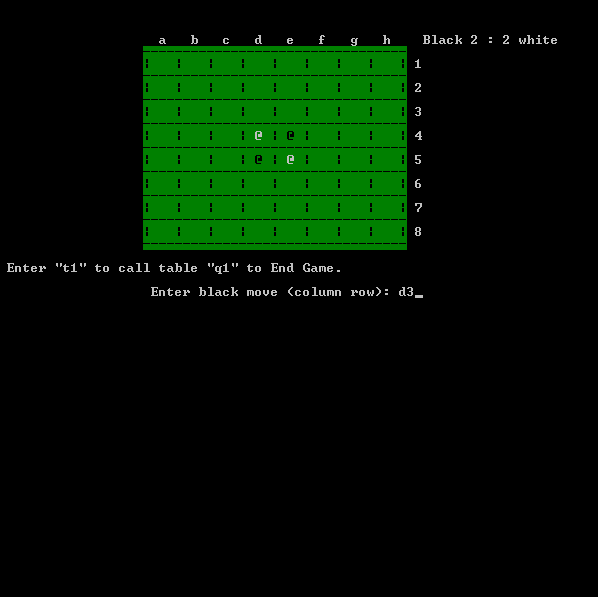 a b c d e f g h Black 2 : 2 white
1
2
3
@ @ 4
@ @ 5
6
7
8
Enter "t1" to call table "q1" to End Game.
Enter black move (column row): d3_